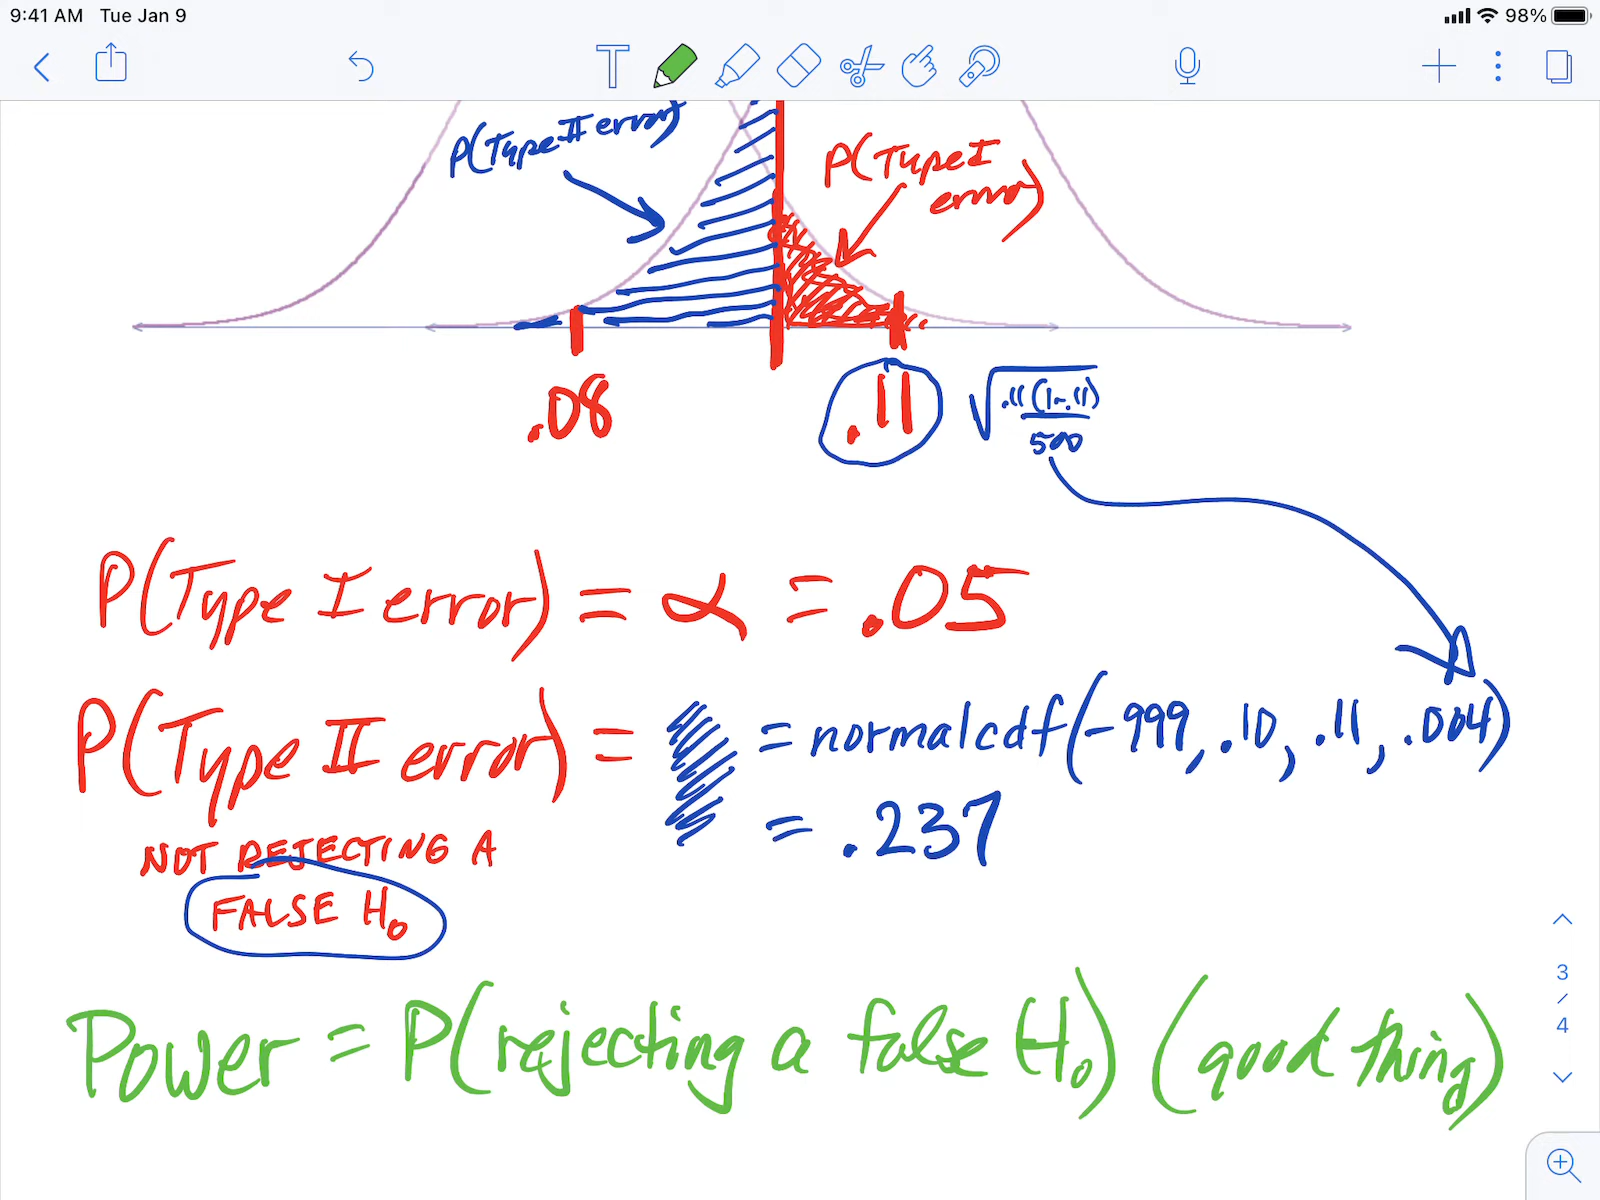 9:41 AM Tue Jan 9
98%
T
P(Type II error)
P(Type I
error)
.08
.11
√(.11(1-.11)/500)
P(Type I error) = α = .05
P(Type II error) = = normalcdf(-999, .10, .11, .004)
= .237
NOT REJECTING A
FALSE H₀
Power = P(rejecting a false H₀) (good thing)
3
/
4